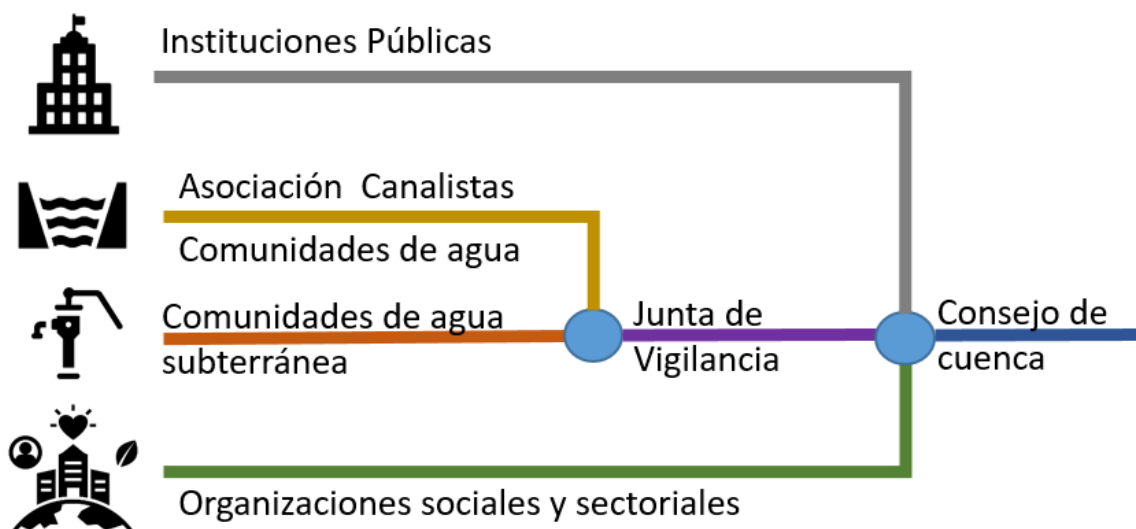 Instituciones Públicas
Asociación Canalistas
Comunidades de agua
Comunidades de agua
subterránea
Junta de
Vigilancia
Consejo de
cuenca
Organizaciones sociales y sectoriales